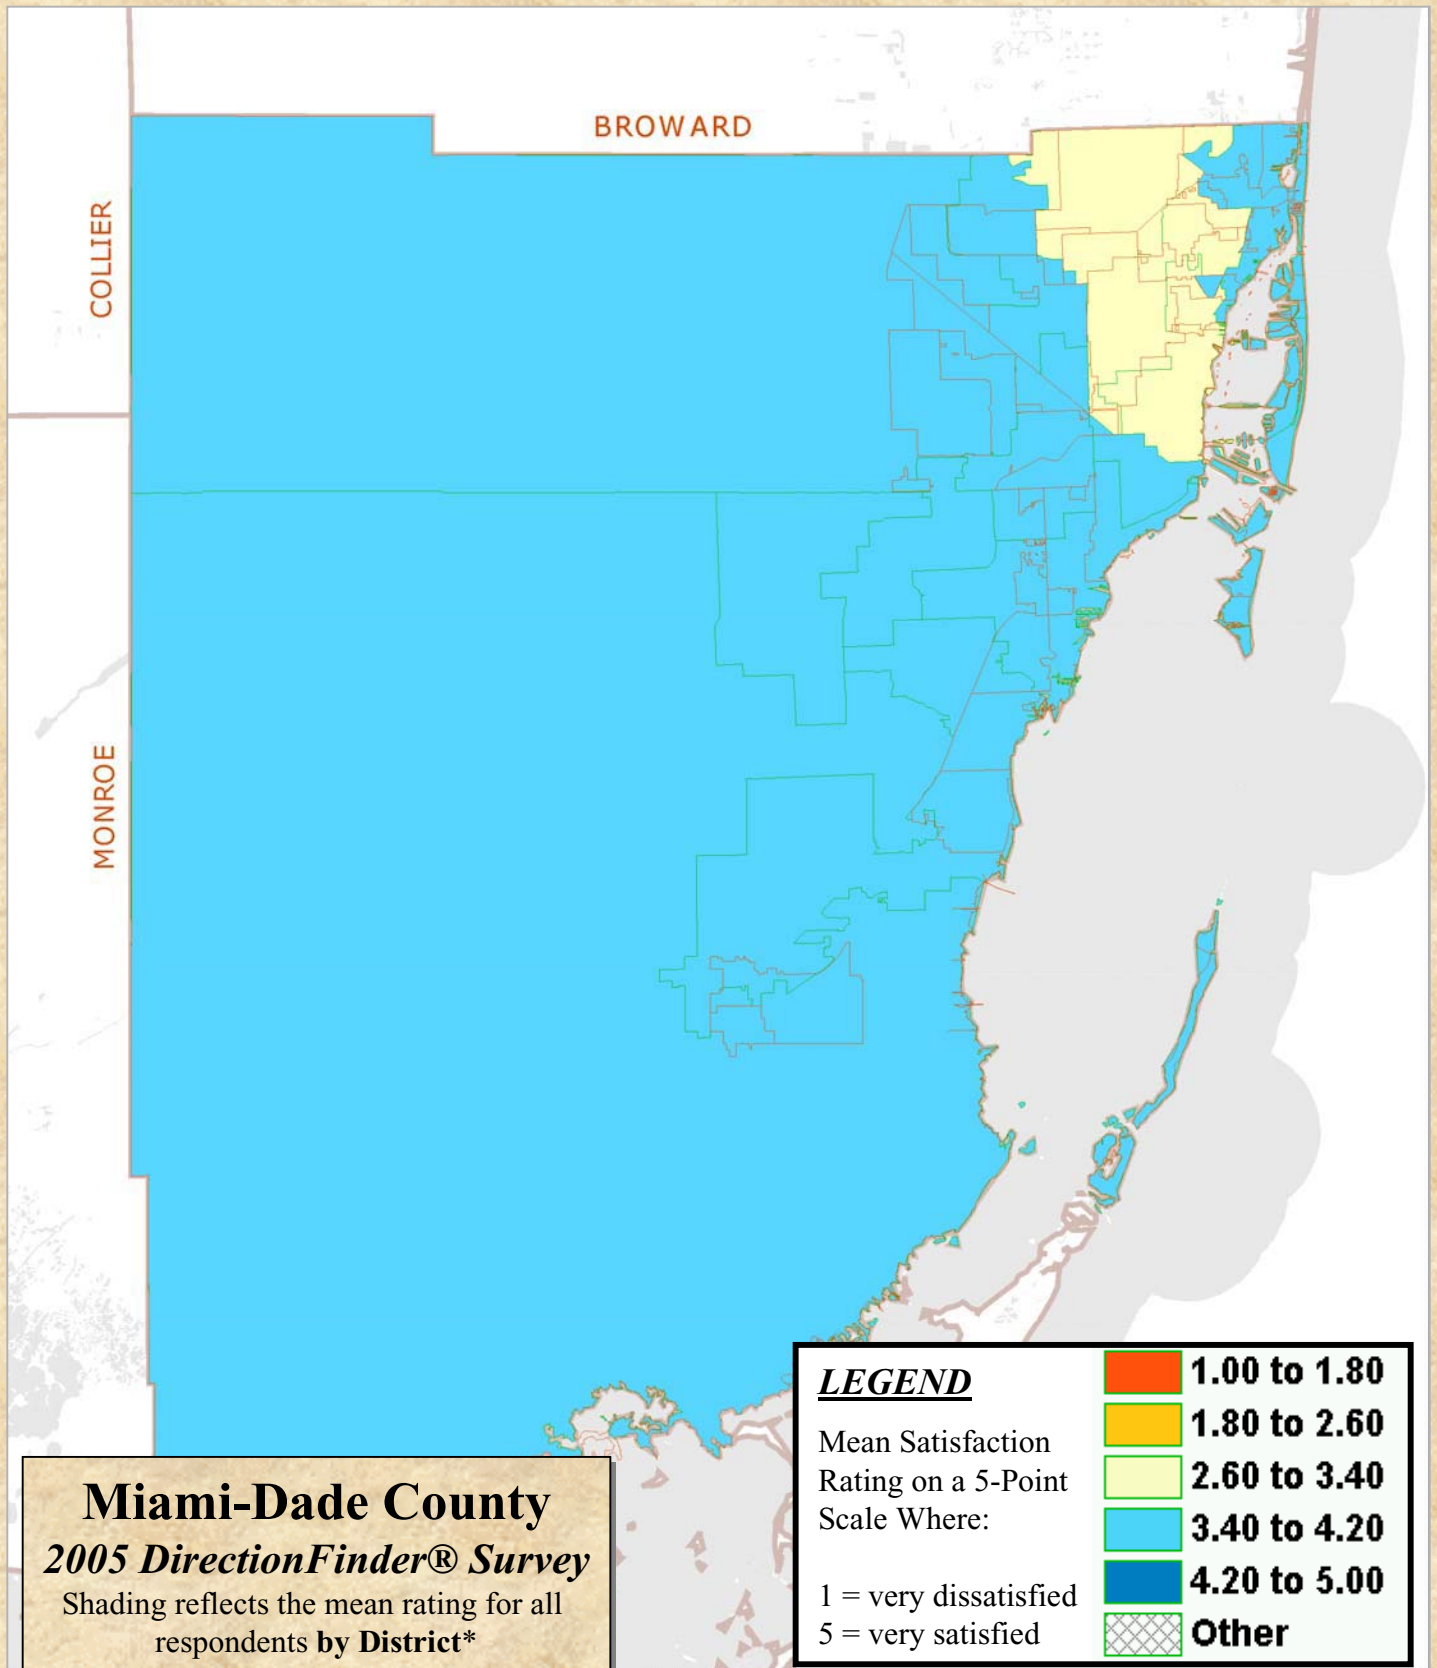 BROWARD
COLLIER
MONROE
LEGEND
Mean Satisfaction
Rating on a 5-Point
Scale Where:
1 = very dissatisfied
5 = very satisfied
1.00 to 1.80
1.80 to 2.60
2.60 to 3.40
3.40 to 4.20
4.20 to 5.00
Other
Miami-Dade County
2005 DirectionFinder® Survey
Shading reflects the mean rating for all
respondents by District*